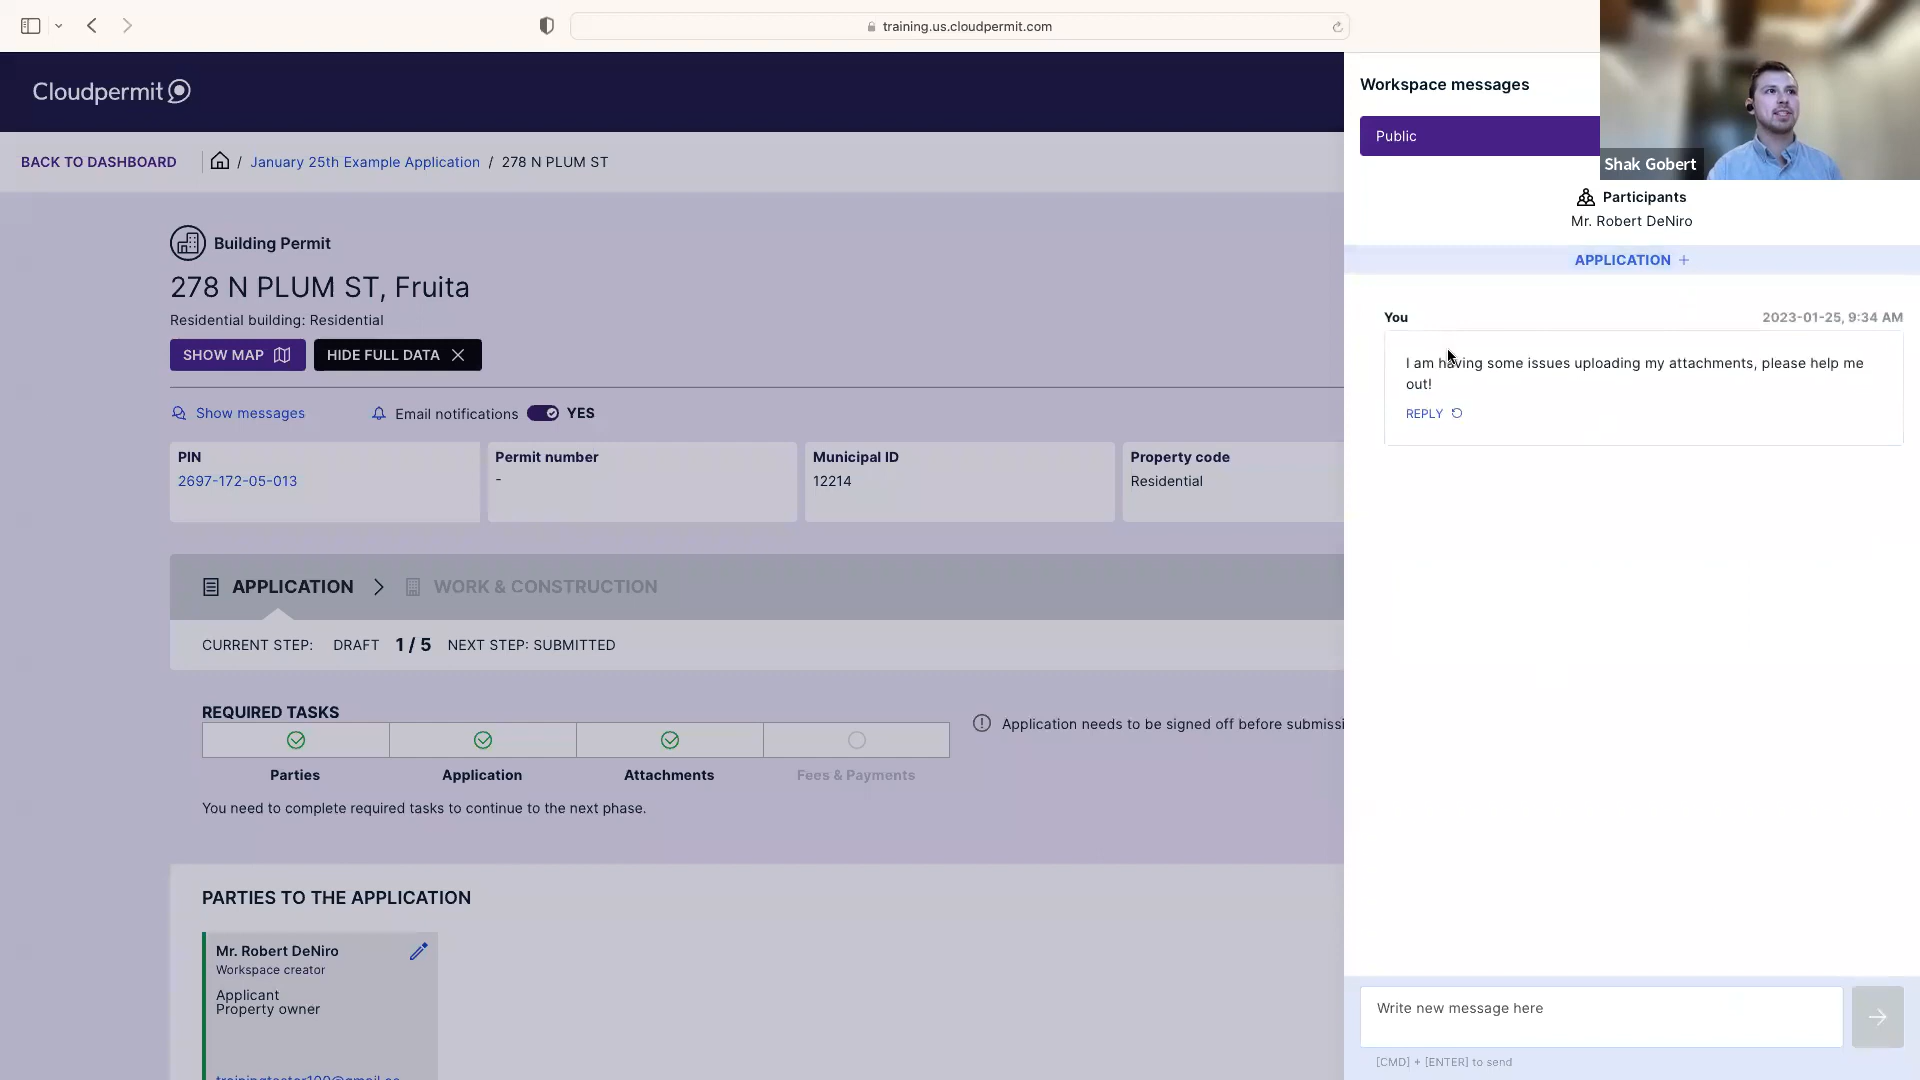 training.us.cloudpermit.com
Cloudpermit
Workspace messages
Public
Shak Gobert
BACK TO DASHBOARD
/ January 25th Example Application / 278 N PLUM ST
Participants
Mr. Robert DeNiro
APPLICATION +
Building Permit
278 N PLUM ST, Fruita
Residential building: Residential
SHOW MAP
HIDE FULL DATA
Show messages
Email notifications
YES
You
2023-01-25, 9:34 AM
I am having some issues uploading my attachments, please help me
out!
REPLY
PIN
2697-172-05-013
Permit number
-
Municipal ID
12214
Property code
Residential
APPLICATION
WORK & CONSTRUCTION
CURRENT STEP: DRAFT 1 / 5 NEXT STEP: SUBMITTED
REQUIRED TASKS
Parties
Application
Attachments
Fees & Payments
Application needs to be signed off before submissi
You need to complete required tasks to continue to the next phase.
PARTIES TO THE APPLICATION
Mr. Robert DeNiro
Workspace creator
Applicant
Property owner
Write new message here
[CMD] + [ENTER] to send